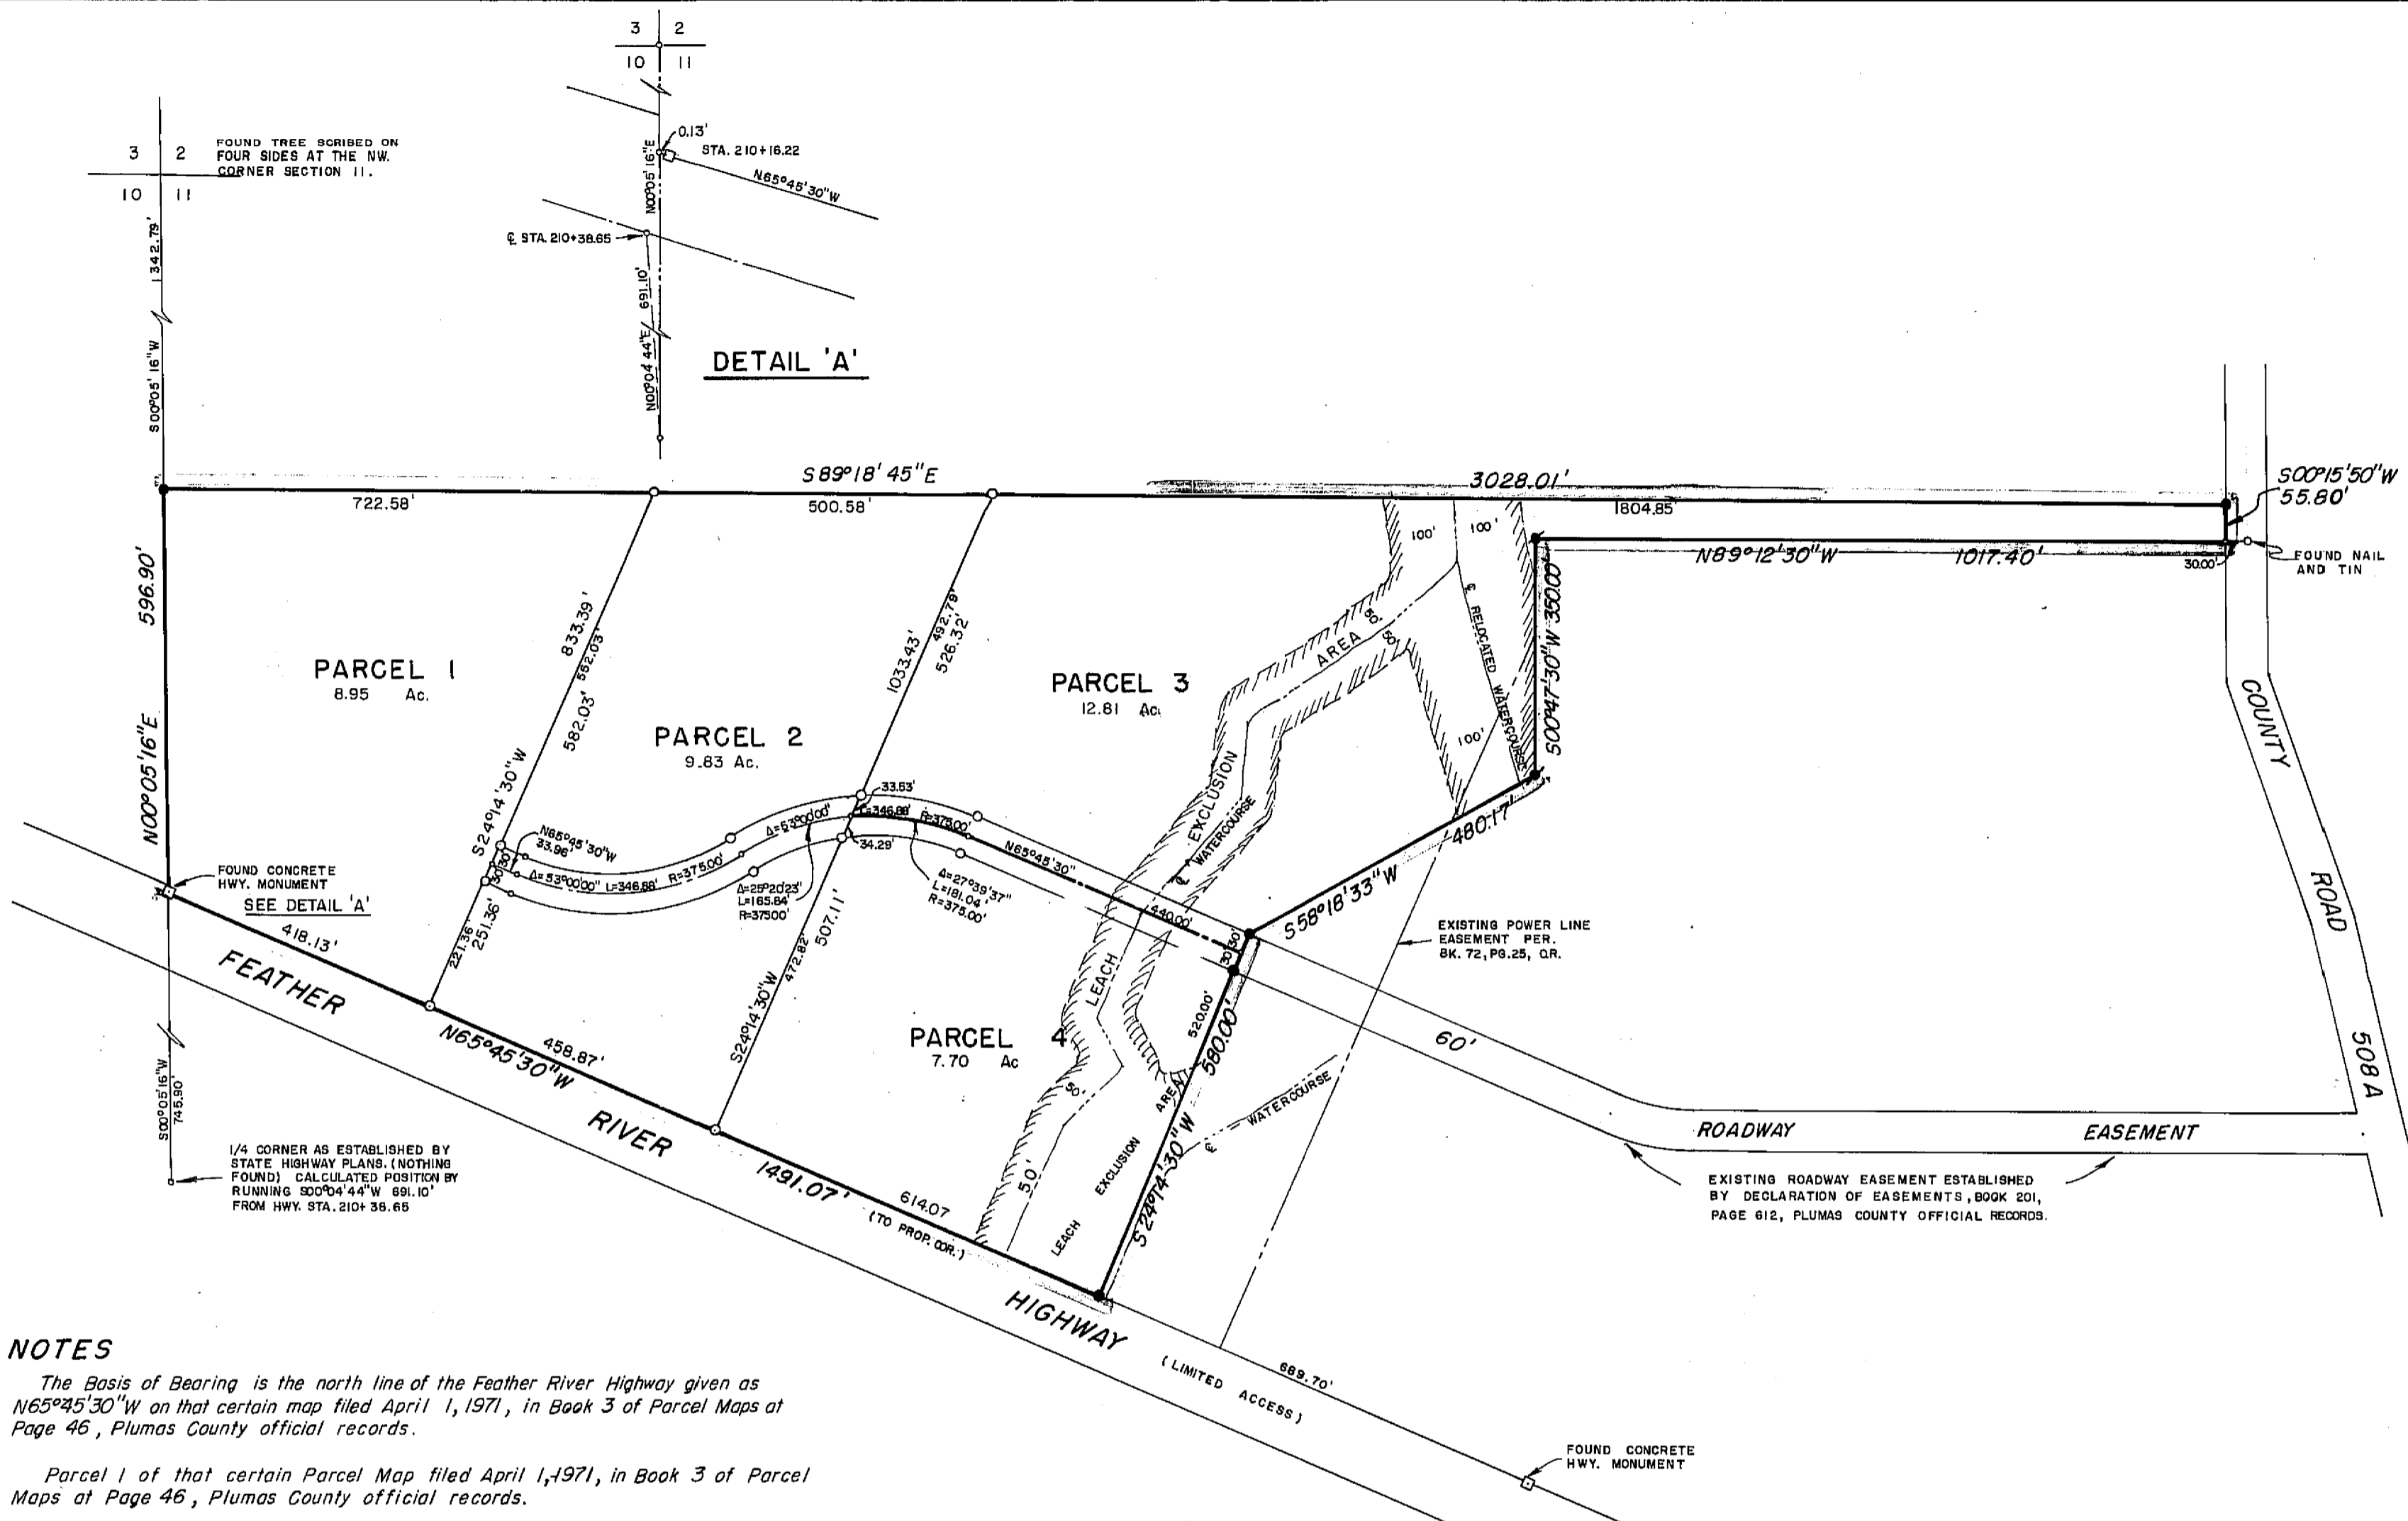 3 2
10 11
0.13'
STA. 210+16.22
N65°45'30"W
N00°05'16"E
℄ STA. 210+38.65
N00°04'44"E 691.10'
DETAIL 'A'
3 2
10 11
FOUND TREE SCRIBED ON
FOUR SIDES AT THE NW.
CORNER SECTION 11.
S00°05'16"W 1342.79'
S89°18'45"E
3028.01'
722.58'
500.58'
1804.85'
S00°15'50"W
55.80'
N89°12'30"W 1017.40'
30.00'
FOUND NAIL
AND TIN
S00°47'30"W 350.00'
N00°05'16"E 596.90'
PARCEL 1
8.95 Ac.
833.39'
552.03'
582.03'
S24°14'30"W
PARCEL 2
9.83 Ac.
1033.43'
492.79'
526.32'
PARCEL 3
12.81 Ac.
100'
100'
50'
50'
100'
AREA
EXCLUSION
LEACH
℄ WATERCOURSE
℄ RELOCATED WATERCOURSE
33.53'
N65°45'30"W
33.96'
30'
30'
Δ=53°00'00" L=346.88' R=375.00'
Δ=53°00'00" L=346.88' R=375.00'
34.29'
Δ=25°20'23"
L=165.84'
R=375.00'
Δ=27°39'37"
L=181.04'
R=375.00'
N65°45'30"
440.00'
30'
30'
S58°18'33"W 480.17'
FOUND CONCRETE
HWY. MONUMENT
SEE DETAIL 'A'
418.13'
221.36'
251.36'
S24°14'30"W
472.82'
507.11'
PARCEL 4
7.70 Ac
50'
520.00'
580.00'
S24°14'30"W
AREA
EXCLUSION
LEACH
50'
℄ WATERCOURSE
EXISTING POWER LINE
EASEMENT PER.
BK. 72, PG.25, O.R.
FEATHER RIVER HIGHWAY
N65°45'30"W 1491.07'
458.87'
614.07
(TO PROP. COR.)
(LIMITED ACCESS)
689.70'
S00°05'16"W
745.90'
1/4 CORNER AS ESTABLISHED BY
STATE HIGHWAY PLANS. (NOTHING
FOUND) CALCULATED POSITION BY
RUNNING S00°04'44"W 691.10'
FROM HWY. STA. 210+38.65
60'
ROADWAY EASEMENT
COUNTY ROAD 508 A
EXISTING ROADWAY EASEMENT ESTABLISHED
BY DECLARATION OF EASEMENTS, BOOK 201,
PAGE 612, PLUMAS COUNTY OFFICIAL RECORDS.
FOUND CONCRETE
HWY. MONUMENT
NOTES
The Basis of Bearing is the north line of the Feather River Highway given as
N65°45'30"W on that certain map filed April 1, 1971, in Book 3 of Parcel Maps at
Page 46, Plumas County official records.
Parcel 1 of that certain Parcel Map filed April 1, 1971, in Book 3 of Parcel
Maps at Page 46, Plumas County official records.